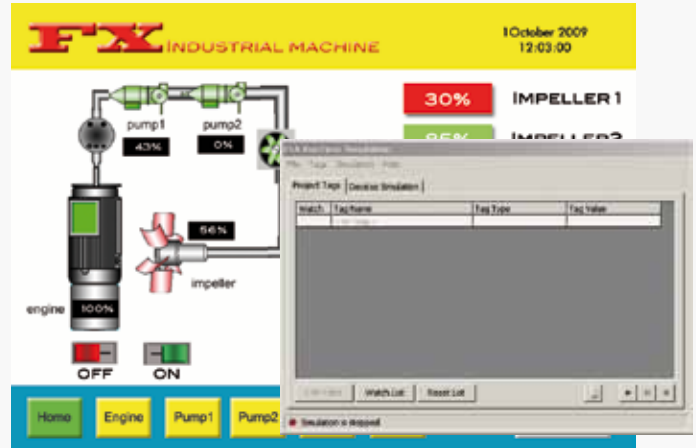 FX INDUSTRIAL MACHINE
1October 2009
12:03:00
30% IMPELLER 1
pump1
pump2
43%
0%
Project Tags
Watch
Tag Name
Tag Type
Tag Value
56%
impeller
engine
100%
OFF
ON
Watch List
Reset List
Home
Engine
Pump1
Pump2
Simulation is stopped